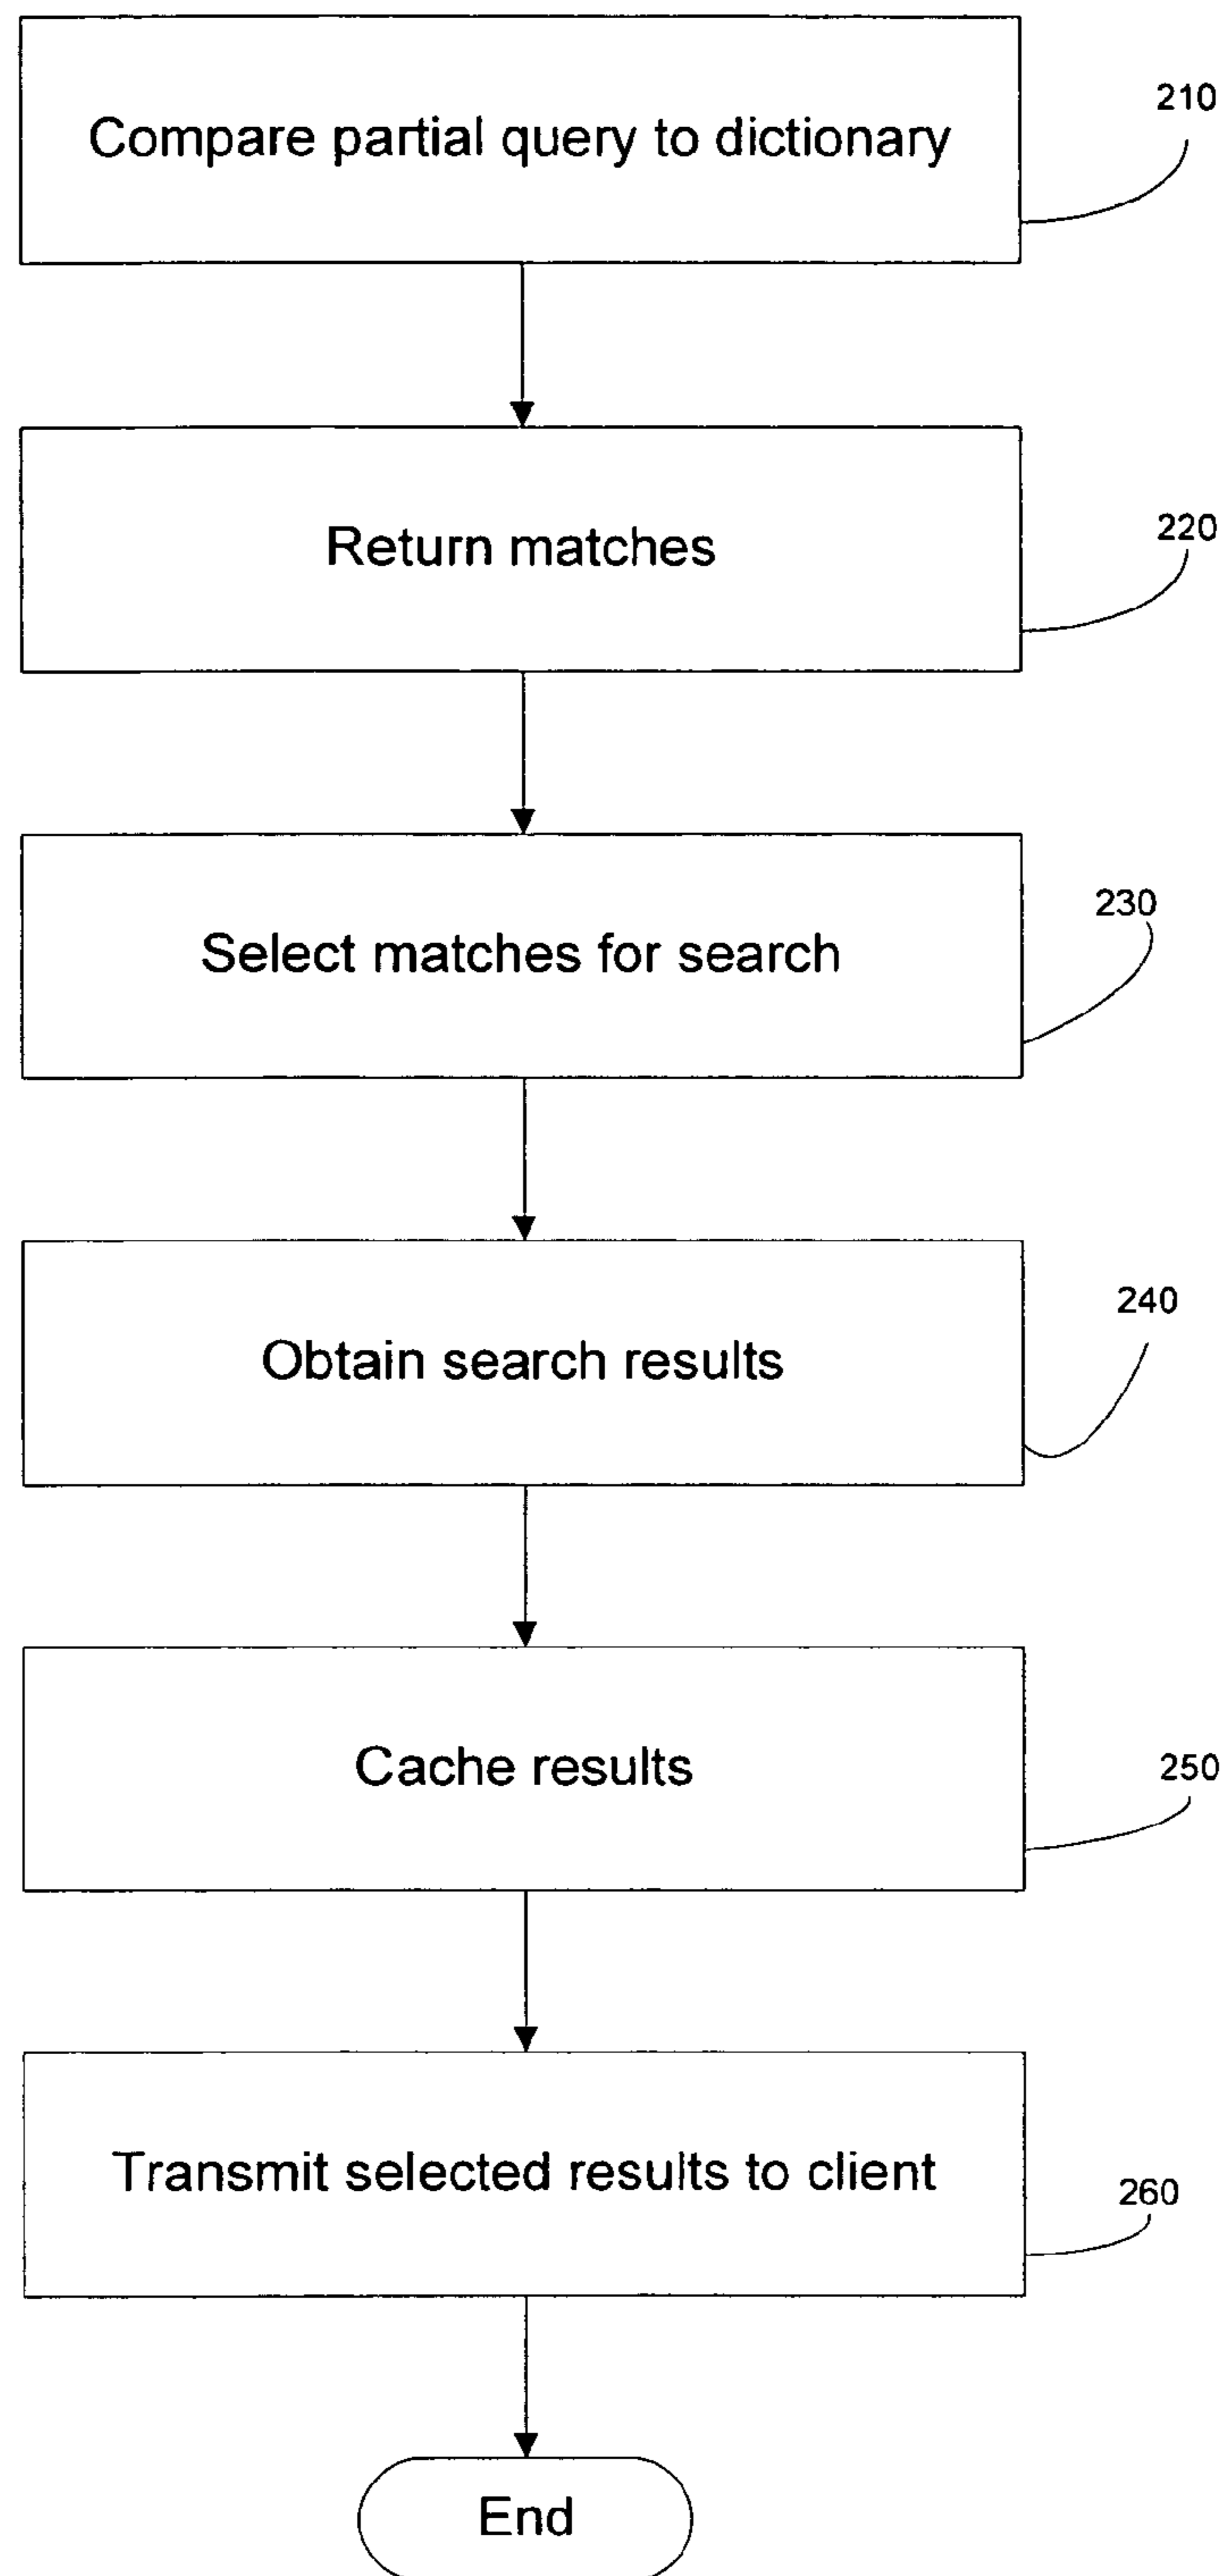 Compare partial query to dictionary
210
Return matches
220
Select matches for search
230
Obtain search results
240
Cache results
250
Transmit selected results to client
260
End